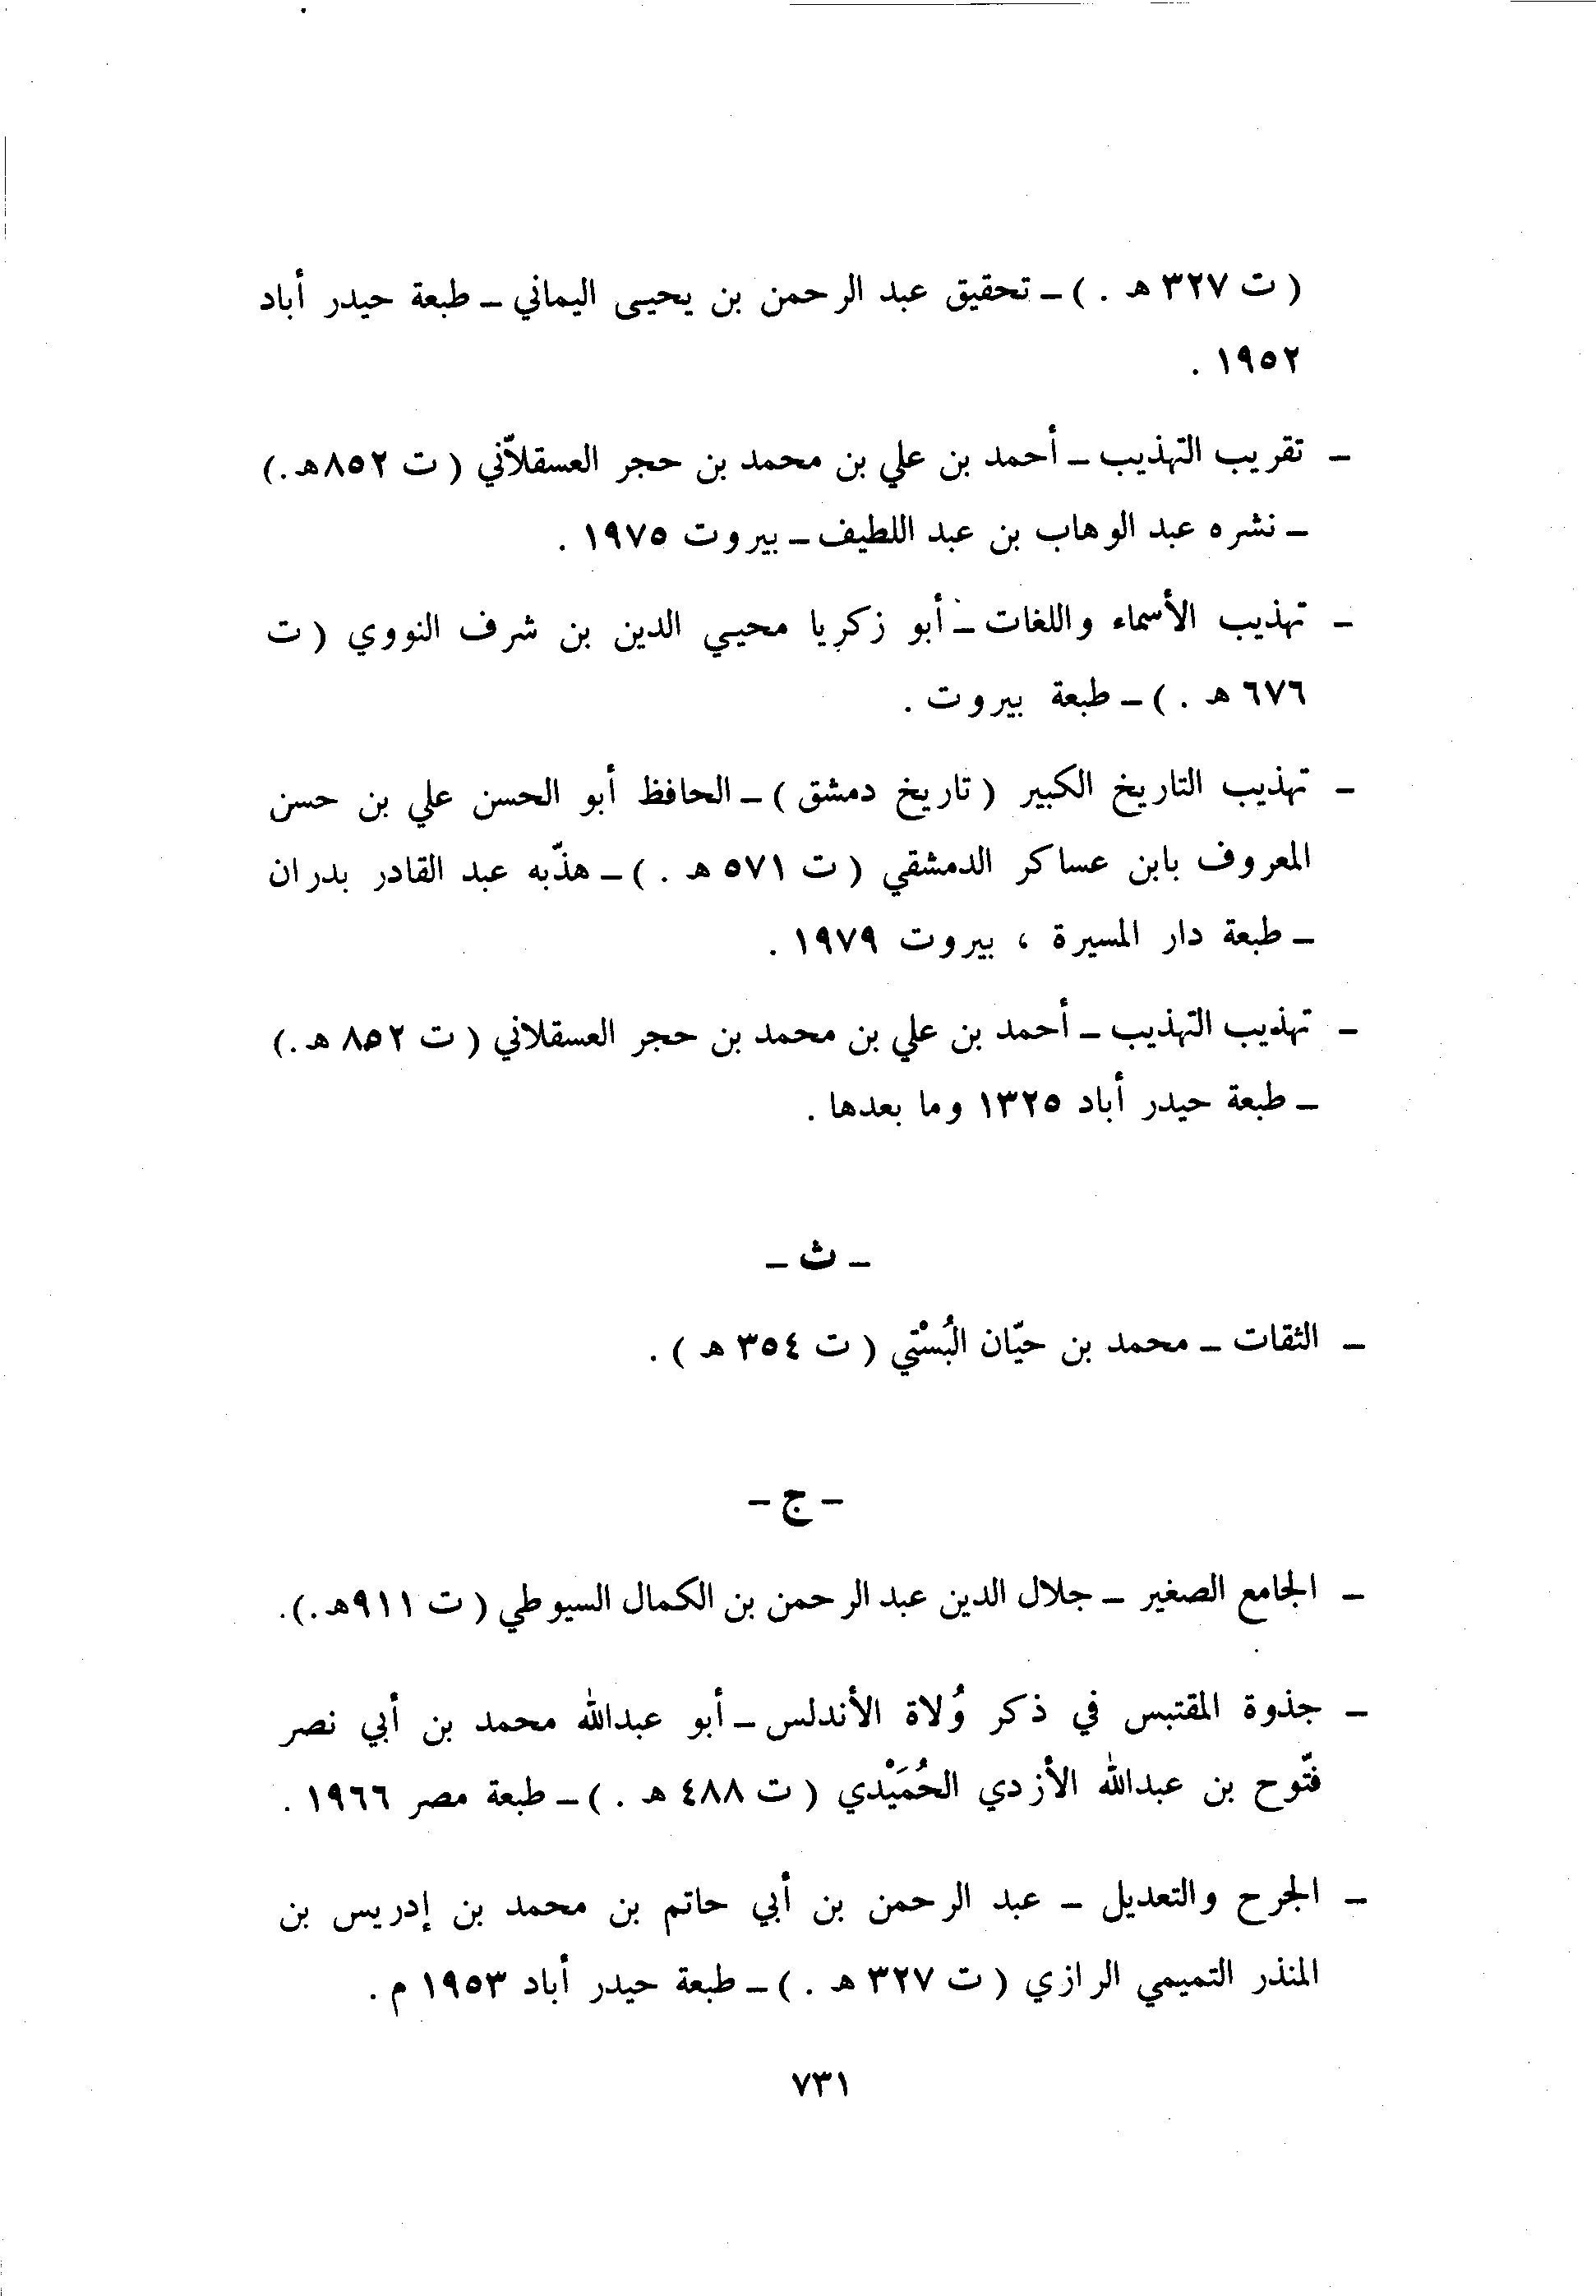 ( ت ٣٢٧ هـ . ) ـ تحقيق عبد الرحمن بن يحيى اليماني ـ طبعة حيدر أباد
١٩٥٢ .
ـ تقريب التهذيب ـ أحمد بن علي بن محمد بن حجر العسقلاّني ( ت ٨٥٢هـ . )
ـ نشره عبد الوهاب بن عبد اللطيف ـ بيروت ١٩٧٥ .
ـ تهذيب الأسماء واللغات ـ أبو زكريا محيـي الدين بن شرف النووي ( ت
٦٧٦ هـ . ) ـ طبعة بيروت .
ـ تهذيب التاريخ الكبير ( تاريخ دمشق ) ـ الحافظ أبو الحسن علي بن حسن
المعروف بابن عساكر الدمشقي ( ت ٥٧١ هـ . ) ـ هذّبه عبد القادر بدران
ـ طبعة دار المسيرة ، بيروت ١٩٧٩ .
ـ تهذيب التهذيب ـ أحمد بن علي بن محمد بن حجر العسقلاني ( ت ٨٥٢ هـ . )
ـ طبعة حيدر أباد ١٣٢٥ وما بعدها .
ـ ث ـ
ـ الثقات ـ محمد بن حيّان البُسْتي ( ت ٣٥٤ هـ ) .
ـ ج ـ
ـ الجامع الصغير ـ جلال الدين عبد الرحمن بن الكمال السيوطي ( ت ٩١١هـ . ) .
ـ جذوة المقتبس في ذكر وُلاة الأندلس ـ أبو عبدالله محمد بن أبي نصر
فتّوح بن عبدالله الأزدي الحُمَيْدي ( ت ٤٨٨ هـ . ) ـ طبعة مصر ١٩٦٦ .
ـ الجرح والتعديل ـ عبد الرحمن بن أبي حاتم بن محمد بن إدريس بن
المنذر التميمي الرازي ( ت ٣٢٧ هـ . ) ـ طبعة حيدر أباد ١٩٥٣ م .
٧٣١